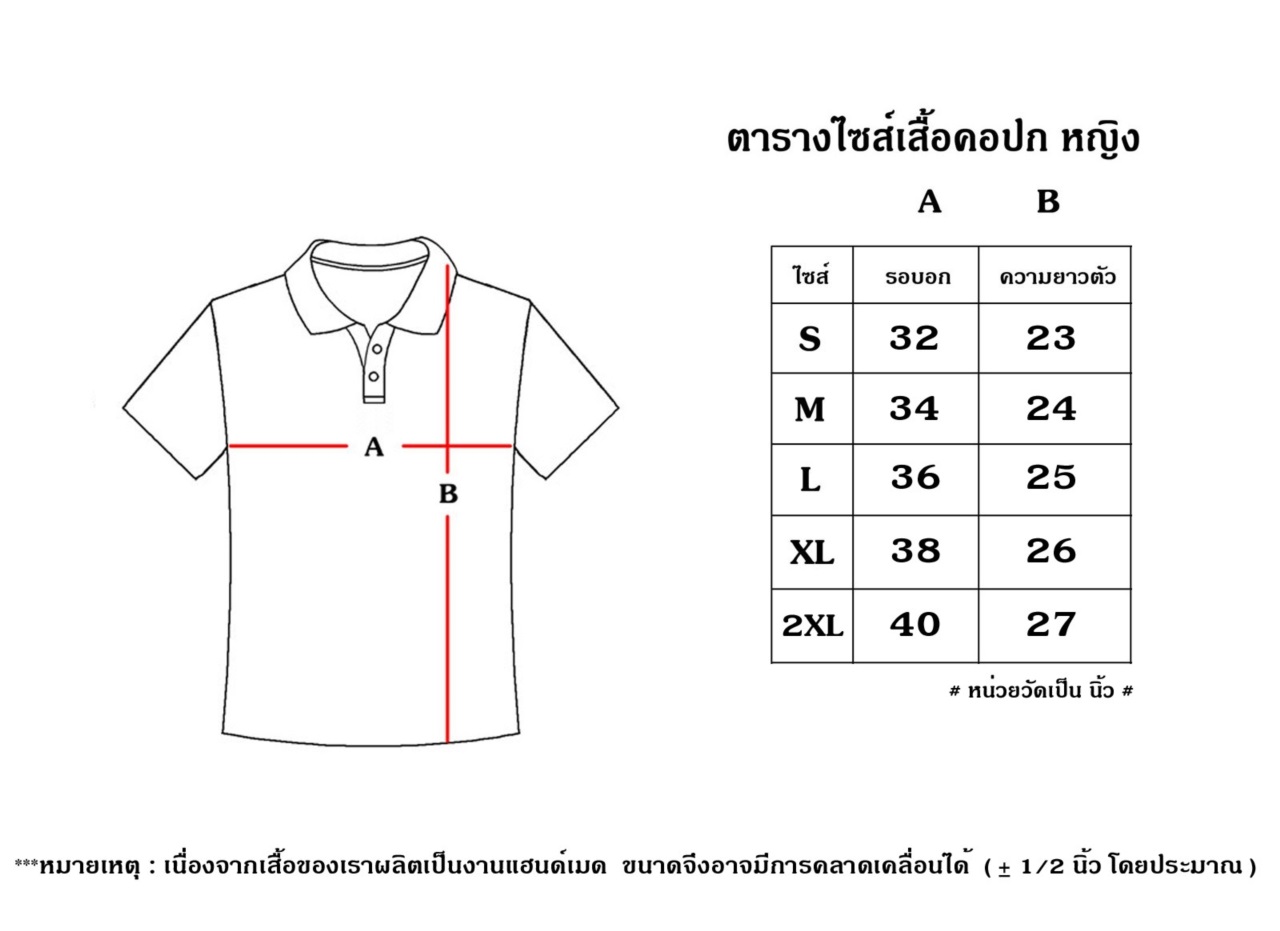 ตารางไซส์เสื้อคอปก หญิง
A B
ไซส์ รอบอก ความยาวตัว
S 32 23
M 34 24
L 36 25
XL 38 26
2XL 40 27
# หน่วยวัดเป็น นิ้ว #
A
B
***หมายเหตุ : เนื่องจากเสื้อของเราผลิตเป็นงานแฮนด์เมด ขนาดจึงอาจมีการคลาดเคลื่อนได้ ( ± 1/2 นิ้ว โดยประมาณ )